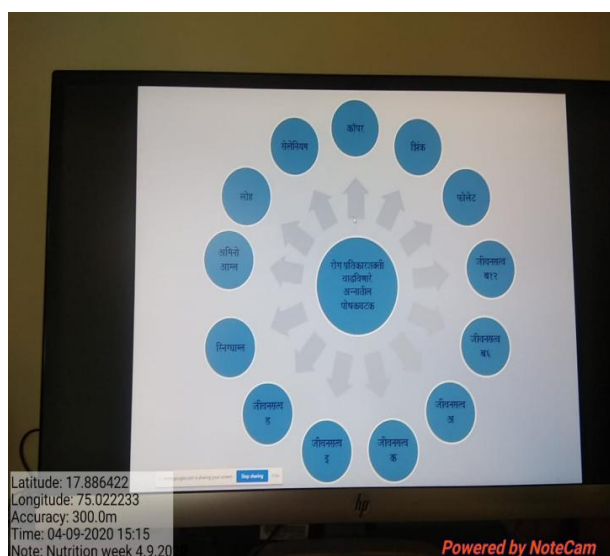 कॉपर
झिंक
फोलेट
जीवनसत्व
ब१२
जीवनसत्व
ब६
जीवनसत्व
अ
जीवनसत्व
क
जीवनसत्व
इ
जीवनसत्व
ड
स्निग्धाम्ल
अमिनो
आम्ल
लोह
सेलेनियम
रोग प्रतिकारशक्ती
वाढविणारे
अन्नातील
पोषकघटक
Stop sharing
hp
Latitude: 17.886422
Longitude: 75.022233
Accuracy: 300.0m
Time: 04-09-2020 15:15
Note: Nutrition week 4.9.20
Powered by NoteCam